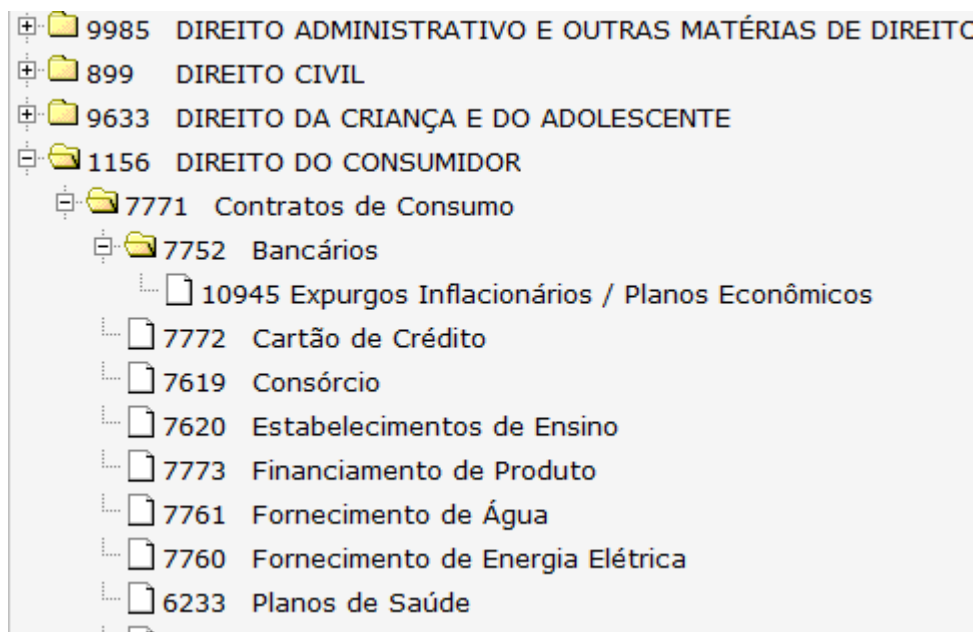 9985 DIREITO ADMINISTRATIVO E OUTRAS MATÉRIAS DE DIREITO
899 DIREITO CIVIL
9633 DIREITO DA CRIANÇA E DO ADOLESCENTE
1156 DIREITO DO CONSUMIDOR
7771 Contratos de Consumo
7752 Bancários
10945 Expurgos Inflacionários / Planos Econômicos
7772 Cartão de Crédito
7619 Consórcio
7620 Estabelecimentos de Ensino
7773 Financiamento de Produto
7761 Fornecimento de Água
7760 Fornecimento de Energia Elétrica
6233 Planos de Saúde